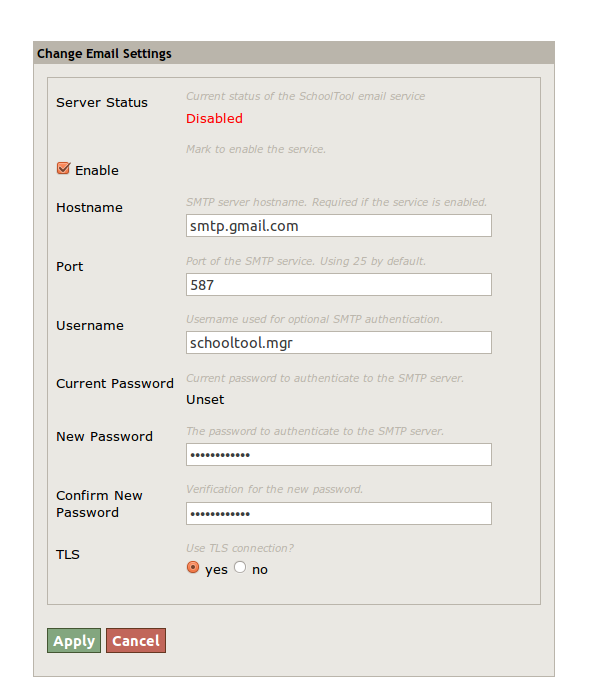 Change Email Settings
Server Status
Current status of the SchoolTool email service
Disabled
Mark to enable the service.
Enable
Hostname
SMTP server hostname. Required if the service is enabled.
smtp.gmail.com
Port
Port of the SMTP service. Using 25 by default.
587
Username
Username used for optional SMTP authentication.
schooltool.mgr
Current Password
Current password to authenticate to the SMTP server.
Unset
New Password
The password to authenticate to the SMTP server.
••••••••••••
Confirm New
Password
Verification for the new password.
••••••••••••
TLS
Use TLS connection?
yes no
Apply Cancel